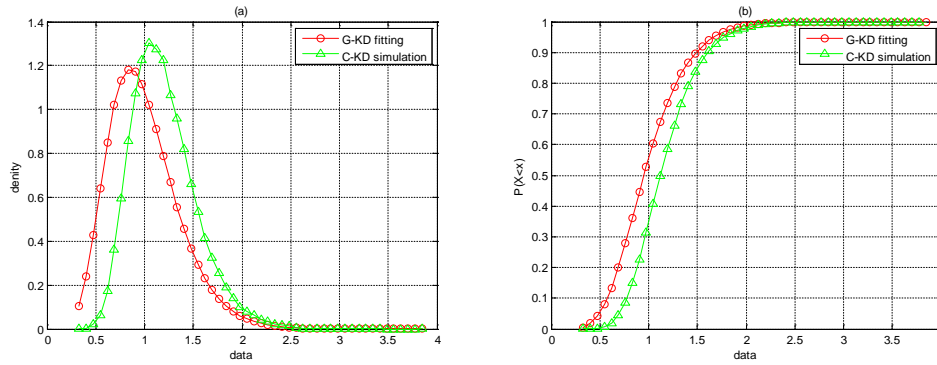 (a)
1.4
1.2
1
0.8
0.6
0.4
0.2
0
denity
G-KD fitting
C-KD simulation
0 0.5 1 1.5 2 2.5 3 3.5 4
data
(b)
1
0.9
0.8
0.7
0.6
0.5
0.4
0.3
0.2
0.1
0
P(X<x)
G-KD fitting
C-KD simulation
0 0.5 1 1.5 2 2.5 3 3.5
data